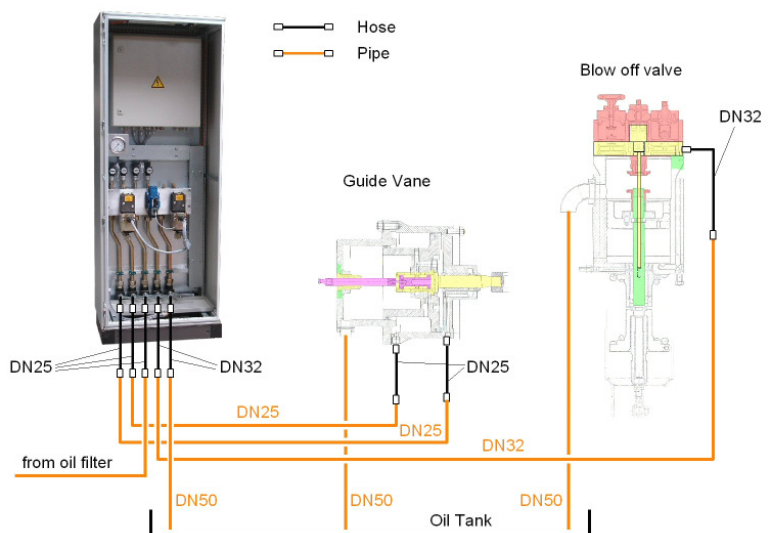 Hose
Pipe
Blow off valve
DN32
Guide Vane
DN25
DN32
DN25
DN25
DN25
DN32
from oil filter
DN50
DN50
DN50
Oil Tank